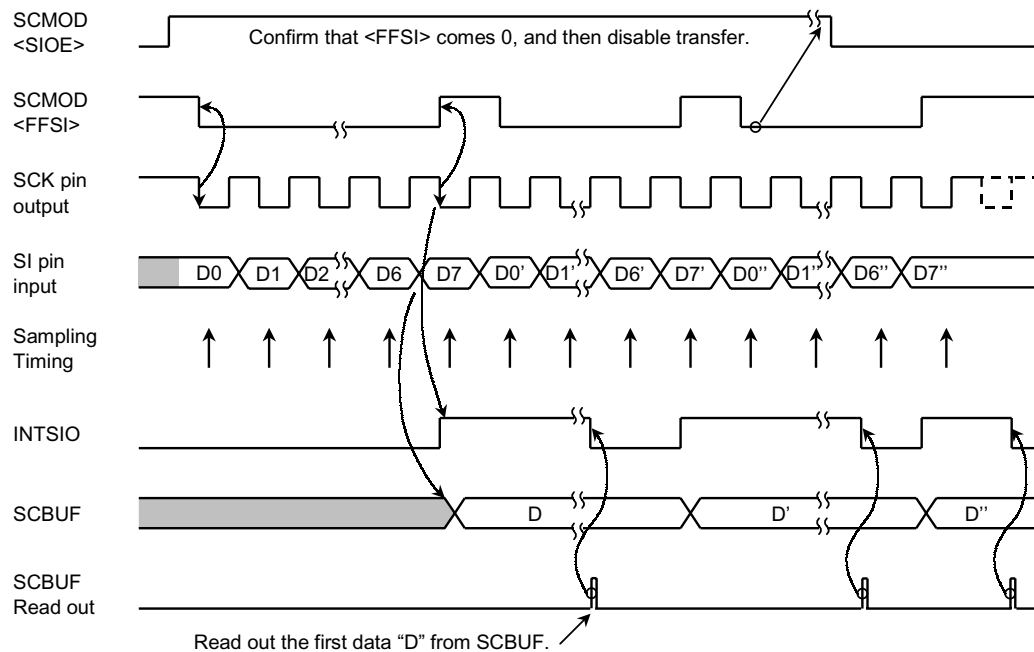 SCMOD
<SIOE>
Confirm that <FFSI> comes 0, and then disable transfer.
SCMOD
<FFSI>
SCK pin
output
SI pin
input
D0 D1 D2 D6 D7 D0' D1' D6' D7' D0'' D1'' D6'' D7''
Sampling
Timing
INTSIO
SCBUF
D D' D''
SCBUF
Read out
Read out the first data “D” from SCBUF.